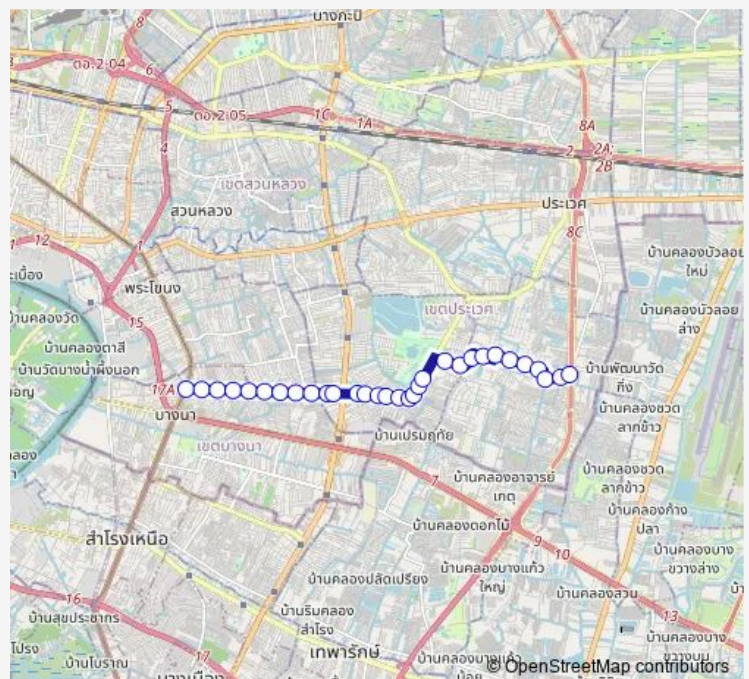 บางกะปิ
8
3
ตอ.2-04
6
5
ตอ.2-05
1C
1A
8A
4
2
2A;
2B
เขตสวนหลวง
สวนหลวง
ประเวศ
8C
1
12
1
บ้านคลองบัวลอย
ใหม่
พระโขนง
เขตประเวศ
บ้านคลองบัวลอย
ล่าง
15
บ้านคลองตาสี
บ้านวัดบางน้ำผึ้งนอก
17A
บางนา
บ้านพัฒนาวัด
กิ่ง
บ้านคลองชวด
ลากข้าว
เขตบางนา
บ้านเปรมฤทัย
7
บ้านคลองอาจารย์
เกตุ
บ้านคลองชวด
ลากข้าว
บ้านคลองก้าง
ปลา
บ้านคลองดอกไม้
9
10
สำโรงเหนือ
บ้านคลองบาง
ขวางล่าง
บ้านคลองปลัดเปรียง
บ้านคลองบางแก้ว
ใหญ่
บ้านคลองสวน
16
บ้านสุขประชากร
บ้านริมคลอง
สำโรง
13
17
บ้านโบราณ
เทพารักษ์
บ้านคลองบาง
ขวางบน
© OpenStreetMap contributors